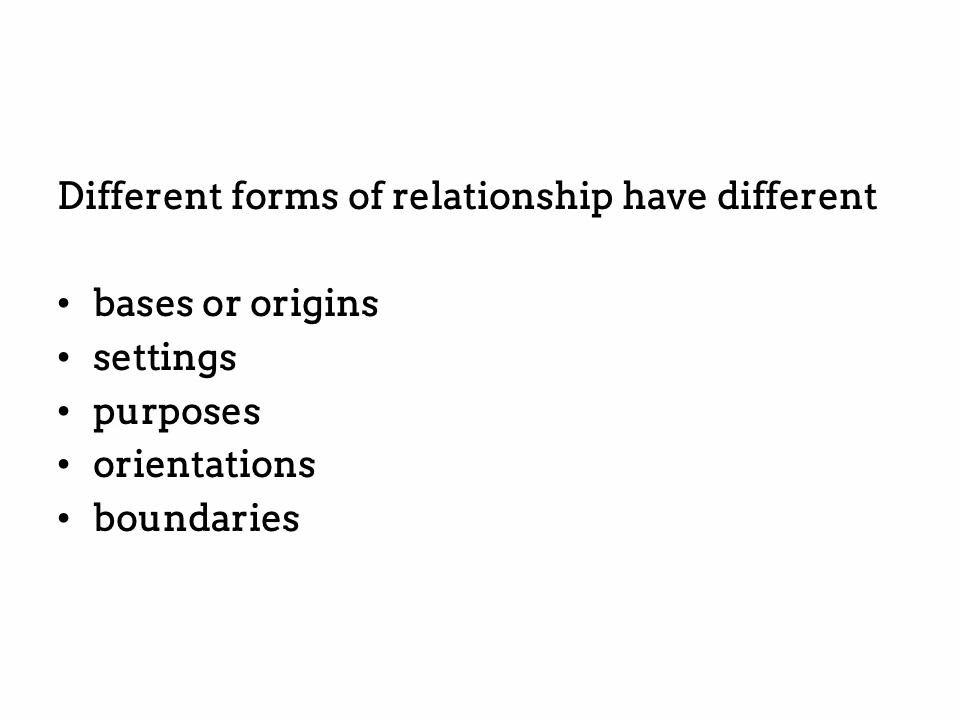 Different forms of relationship have different
• bases or origins
• settings
• purposes
• orientations
• boundaries